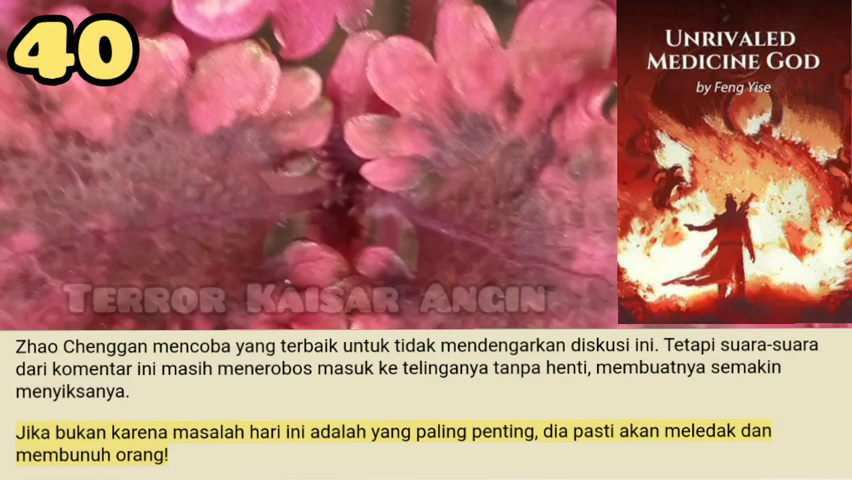 40
UNRIVALED
MEDICINE GOD
by Feng Yise
TERROR KAISAR ANGIN
Zhao Chenggan mencoba yang terbaik untuk tidak mendengarkan diskusi ini. Tetapi suara-suara
dari komentar ini masih menerobos masuk ke telinganya tanpa henti, membuatnya semakin
menyiksanya.
Jika bukan karena masalah hari ini adalah yang paling penting, dia pasti akan meledak dan
membunuh orang!